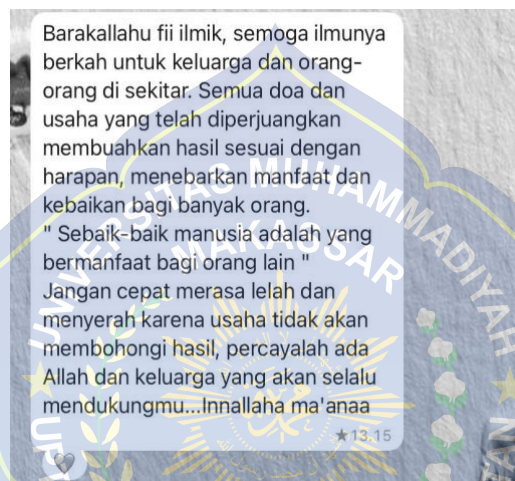 Barakallahu fii ilmik, semoga ilmunya
berkah untuk keluarga dan orang-
orang di sekitar. Semua doa dan
usaha yang telah diperjuangkan
membuahkan hasil sesuai dengan
harapan, menebarkan manfaat dan
kebaikan bagi banyak orang.
" Sebaik-baik manusia adalah yang
bermanfaat bagi orang lain "
Jangan cepat merasa lelah dan
menyerah karena usaha tidak akan
membohongi hasil, percayalah ada
Allah dan keluarga yang akan selalu
mendukungmu...Innallaha ma'anaa
★13.15
UNIVERSITAS MUHAMMADIYAH
MAKASSAR